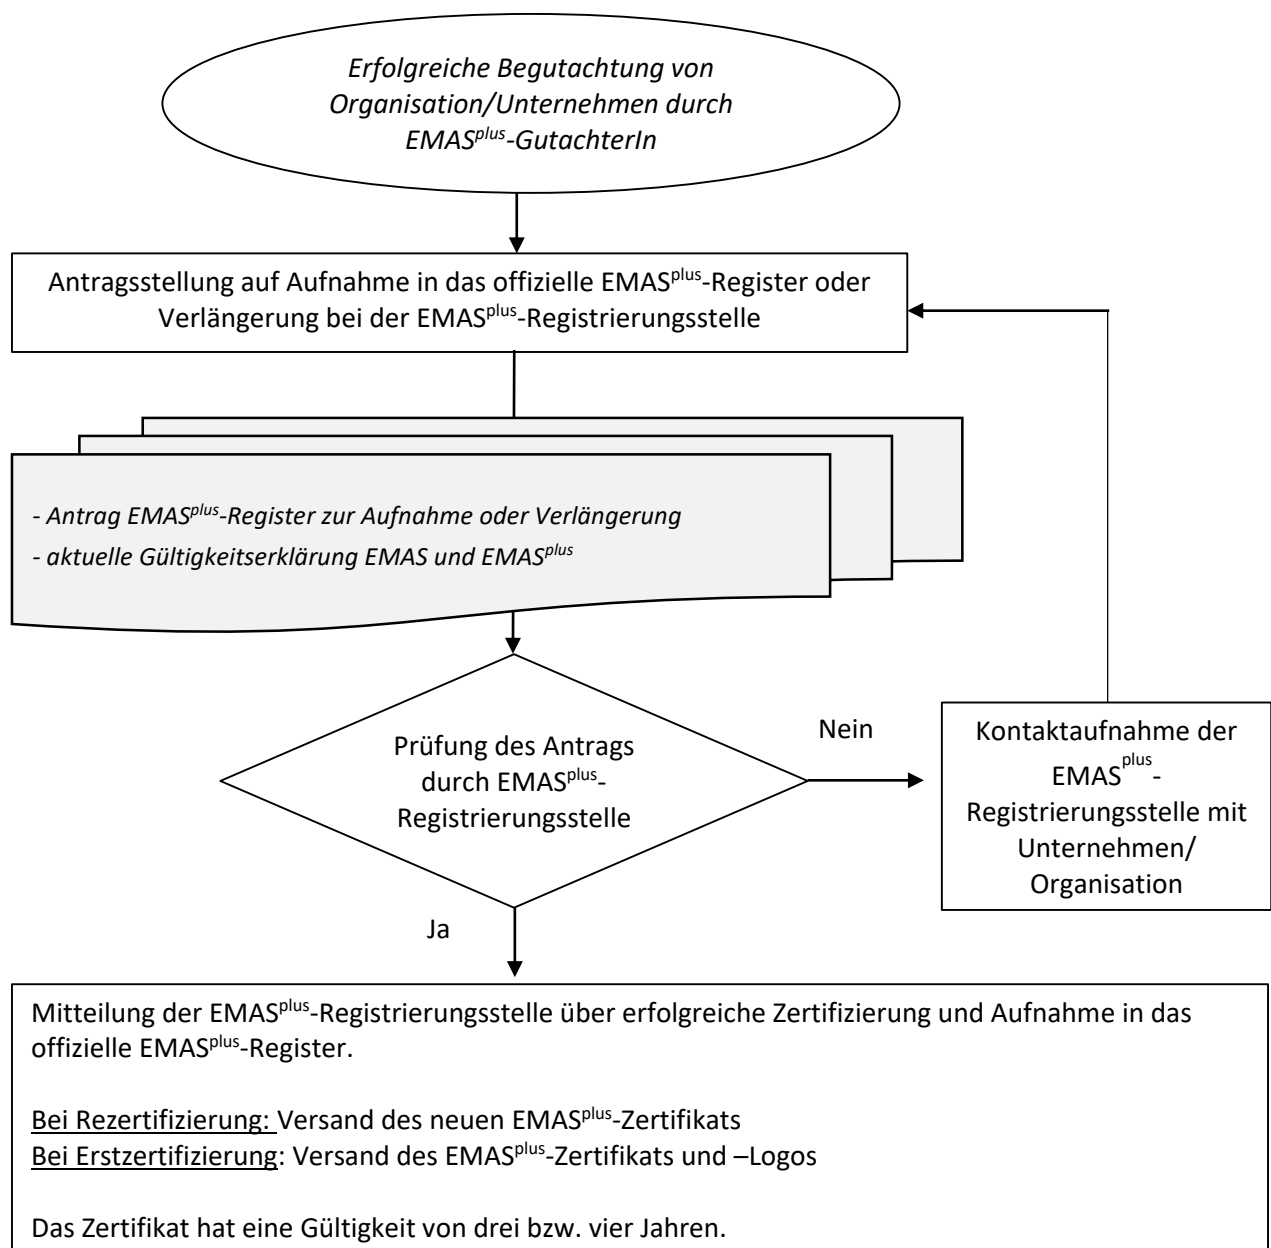 Erfolgreiche Begutachtung von
Organisation/Unternehmen durch
EMASplus-GutachterIn
Antragsstellung auf Aufnahme in das offizielle EMASplus-Register oder
Verlängerung bei der EMASplus-Registrierungsstelle
- Antrag EMASplus-Register zur Aufnahme oder Verlängerung
- aktuelle Gültigkeitserklärung EMAS und EMASplus
Prüfung des Antrags
durch EMASplus-
Registrierungsstelle
Nein
Kontaktaufnahme der
EMASplus-
Registrierungsstelle mit
Unternehmen/
Organisation
Ja
Mitteilung der EMASplus-Registrierungsstelle über erfolgreiche Zertifizierung und Aufnahme in das
offizielle EMASplus-Register.
Bei Rezertifizierung: Versand des neuen EMASplus-Zertifikats
Bei Erstzertifizierung: Versand des EMASplus-Zertifikats und –Logos
Das Zertifikat hat eine Gültigkeit von drei bzw. vier Jahren.